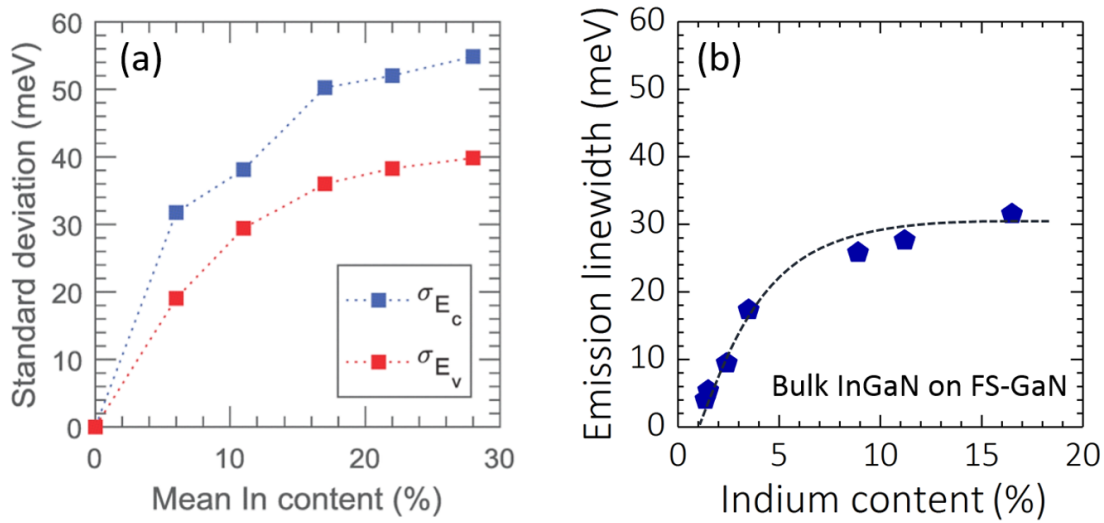 (a)
Standard deviation (meV)
60
50
40
30
20
10
0
0 10 20 30
Mean In content (%)
σEc
σEv
(b)
Emission linewidth (meV)
60
50
40
30
20
10
0
Bulk InGaN on FS-GaN
0 5 10 15 20
Indium content (%)